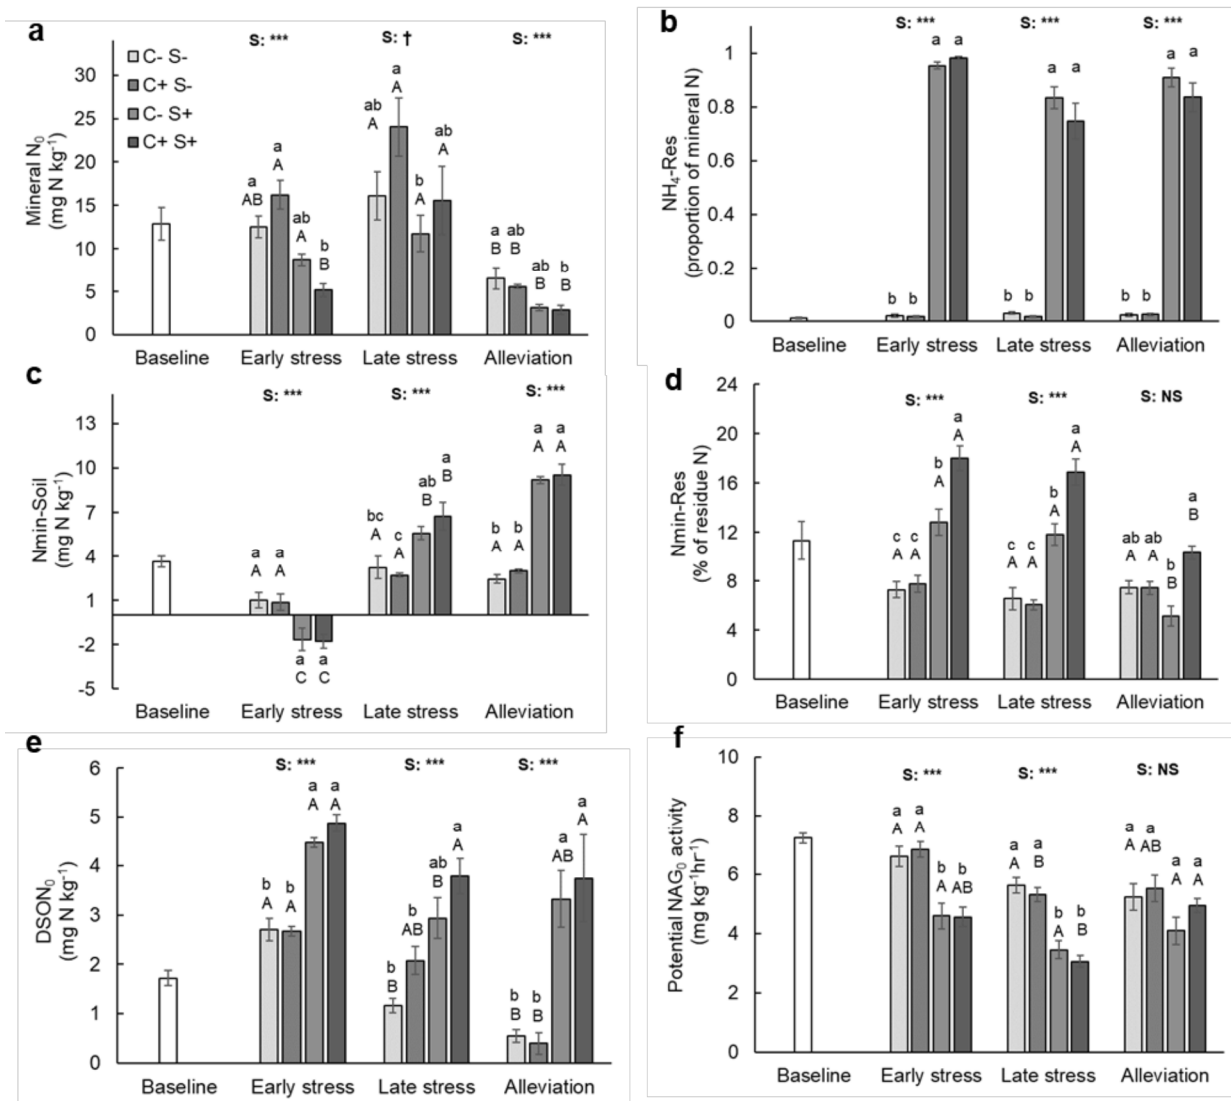 a
S: ***
S: †
S: ***
C- S-
C+ S-
C- S+
C+ S+
Mineral N0
(mg N kg-1)
30
25
20
15
10
5
0
a
AB
a
A
ab
A
b
B
ab
A
a
A
b
A
ab
A
a
B
ab
B
ab
B
b
B
Baseline
Early stress
Late stress
Alleviation
b
S: ***
S: ***
S: ***
NH4-Res
(proportion of mineral N)
1
0.8
0.6
0.4
0.2
0
b
b
a
a
b
b
a
a
b
b
a
a
Baseline
Early stress
Late stress
Alleviation
c
S: ***
S: ***
S: ***
Nmin-Soil
(mg N kg-1)
13
10
7
4
1
-2
-5
a
A
a
A
a
C
a
C
bc
A
c
A
ab
B
a
B
b
A
b
A
a
A
a
A
Baseline
Early stress
Late stress
Alleviation
d
S: ***
S: ***
S: NS
Nmin-Res
(% of residue N)
24
20
16
12
8
4
0
c
A
c
A
b
A
a
A
c
A
c
A
b
A
a
A
ab
A
ab
A
b
B
a
B
Baseline
Early stress
Late stress
Alleviation
e
S: ***
S: ***
S: ***
DSON0
(mg N kg-1)
6
5
4
3
2
1
0
b
A
b
A
a
A
a
A
b
B
b
AB
ab
B
a
A
b
B
b
B
a
AB
a
A
Baseline
Early stress
Late stress
Alleviation
f
S: ***
S: ***
S: NS
Potential NAG0 activity
(mg kg-1hr-1)
10
8
6
4
2
0
a
A
a
A
b
A
b
AB
a
A
a
B
b
A
b
B
a
A
a
AB
a
A
a
A
Baseline
Early stress
Late stress
Alleviation